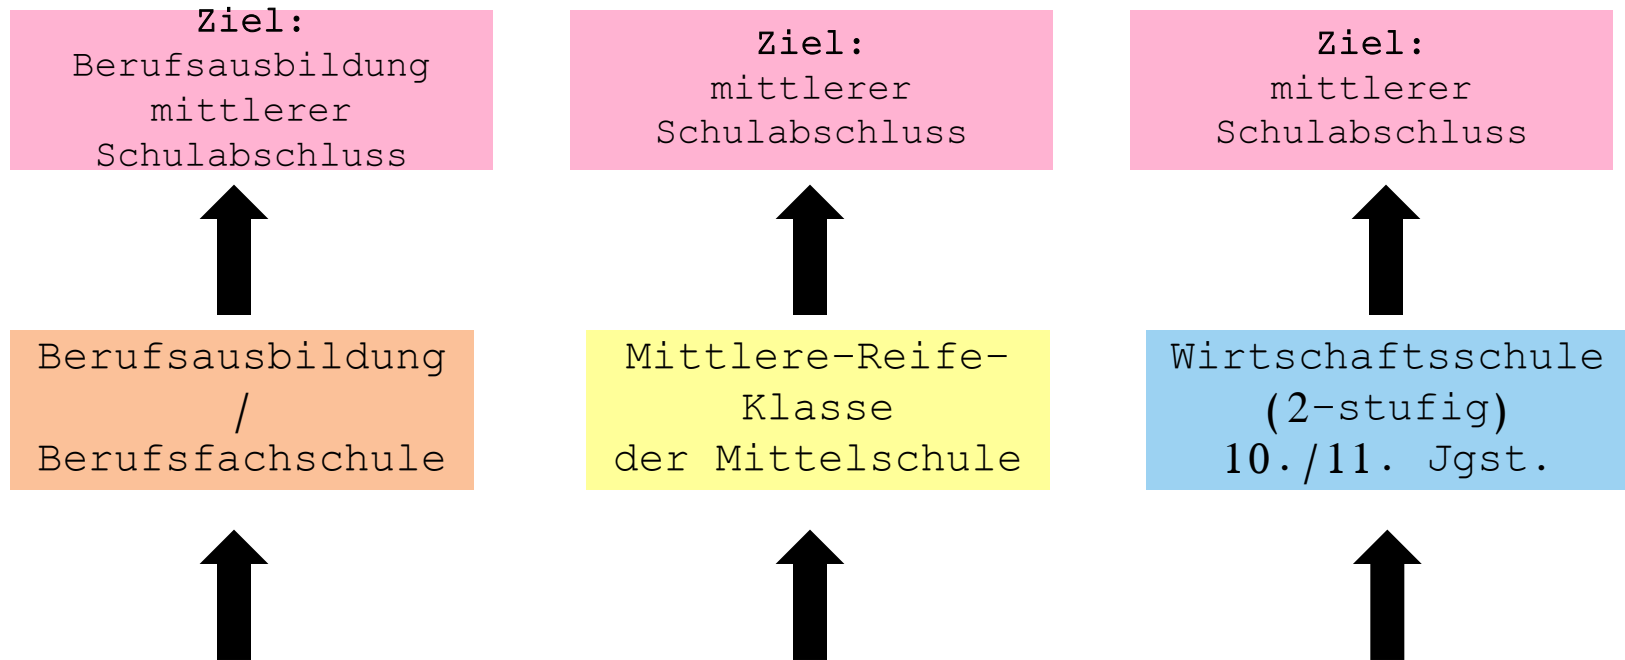 Ziel:
Berufsausbildung
mittlerer
Schulabschluss
Ziel:
mittlerer
Schulabschluss
Ziel:
mittlerer
Schulabschluss
Berufsausbildung
/
Berufsfachschule
Mittlere-Reife-
Klasse
der Mittelschule
Wirtschaftsschule
(2-stufig)
10./11. Jgst.